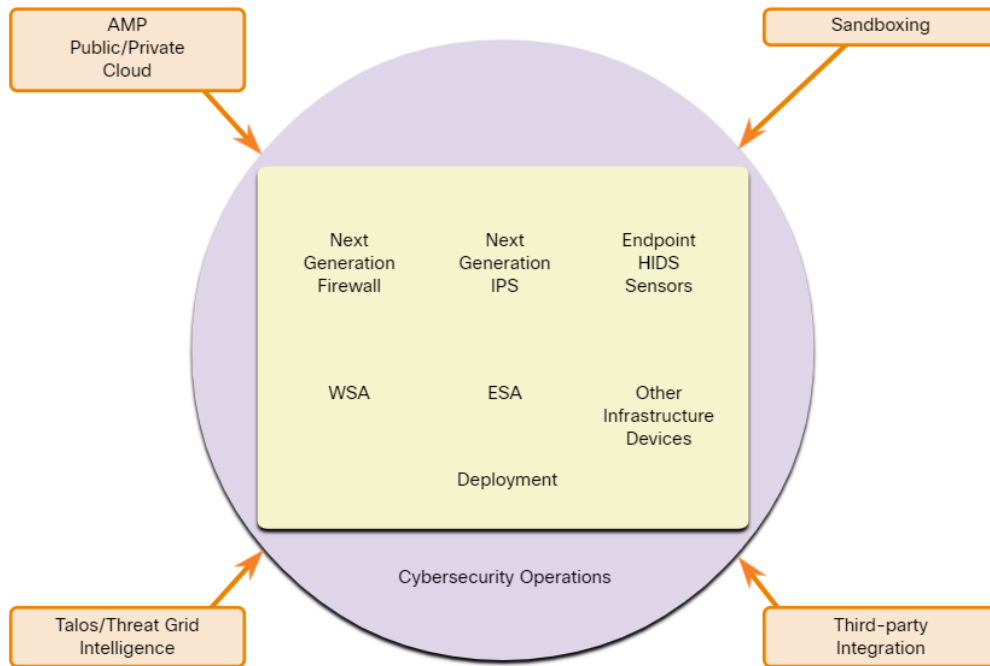 AMP
Public/Private
Cloud
Sandboxing
Next
Generation
Firewall
Next
Generation
IPS
Endpoint
HIDS
Sensors
WSA
ESA
Other
Infrastructure
Devices
Deployment
Cybersecurity Operations
Talos/Threat Grid
Intelligence
Third-party
Integration